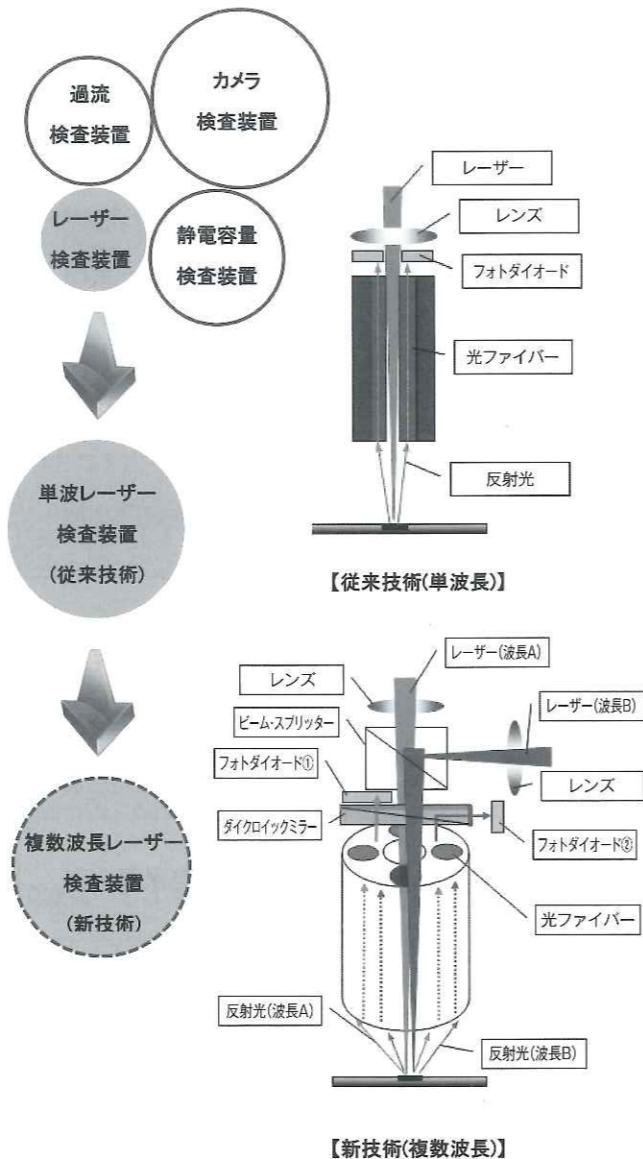 過流
検査装置
カメラ
検査装置
レーザー
検査装置
静電容量
検査装置
単波レーザー
検査装置
(従来技術)
複数波長レーザー
検査装置
(新技術)
レーザー
レンズ
フォトダイオード
光ファイバー
反射光
【従来技術(単波長)】
レーザー(波長A)
レンズ
レーザー(波長B)
ビーム・スプリッター
フォトダイオード①
レンズ
ダイクロイックミラー
フォトダイオード②
光ファイバー
反射光(波長A)
反射光(波長B)
【新技術(複数波長)】